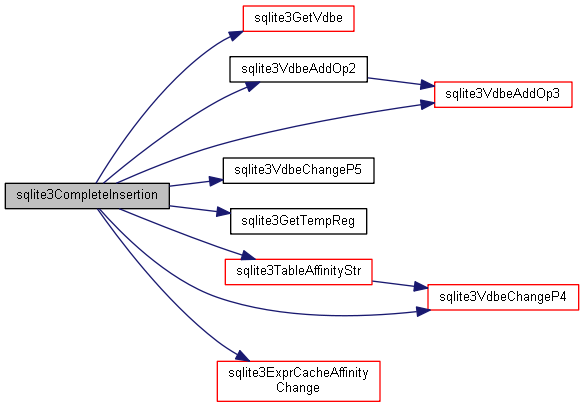 sqlite3GetVdbe
sqlite3VdbeAddOp2
sqlite3VdbeAddOp3
sqlite3VdbeChangeP5
sqlite3CompleteInsertion
sqlite3GetTempReg
sqlite3TableAffinityStr
sqlite3VdbeChangeP4
sqlite3ExprCacheAffinity
Change